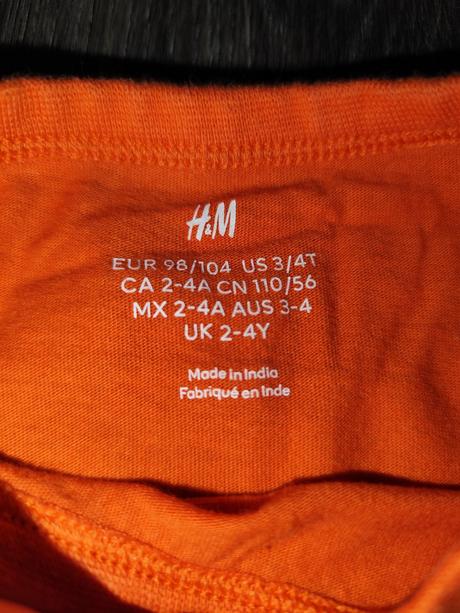 H&M
EUR 98/104 US 3/4T
CA 2-4A CN 110/56
MX 2-4A AUS 3-4
UK 2-4Y
Made in India
Fabriqué en Inde